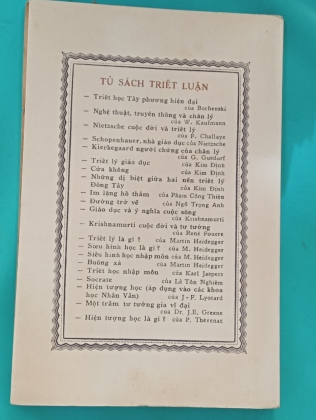 TỦ SÁCH TRIẾT LUẬN
— Triết học Tây phương hiện đại
của Bochenski
— Nghệ thuật, truyền thông và chân lý
của W. Kaufmann
— Nietzsche cuộc đời và triết lý
của F. Challaye
— Schopenhauer, nhà giáo dục của Nietzsche
— Kierkegaard người chứng của chân lý
của G. Gusdorf
— Triết lý giáo dục của Kim Định
— Cửa Khổng của Kim Định
— Những dị biệt giữa hai nền triết lý
Đông Tây của Kim Định
— Im lặng hố thẳm của Phạm Công Thiện
— Đường trở về của Ngô Trọng Anh
— Giáo dục và ý nghĩa cuộc sống
của Krishnamurti
— Krishnamurti cuộc đời và tư tưởng
của René Fouéré
— Triết lý là gì ? của Martin Heidegger
— Siêu hình học là gì ? của M. Heidegger
— Siêu hình học nhập môn của M. Heidegger
— Buông xả của Martin Heidegger
— Triết học nhập môn của Karl Jaspers
— Socrate của Lê Tôn Nghiêm
— Hiện tượng học (áp dụng vào các khoa
học Nhân Văn) của J-F. Lyotard
— Một trăm tư tưởng gia vĩ đại
của Dr. J.E. Greene
— Hiện tượng học là gì ? của P. Thévenaz